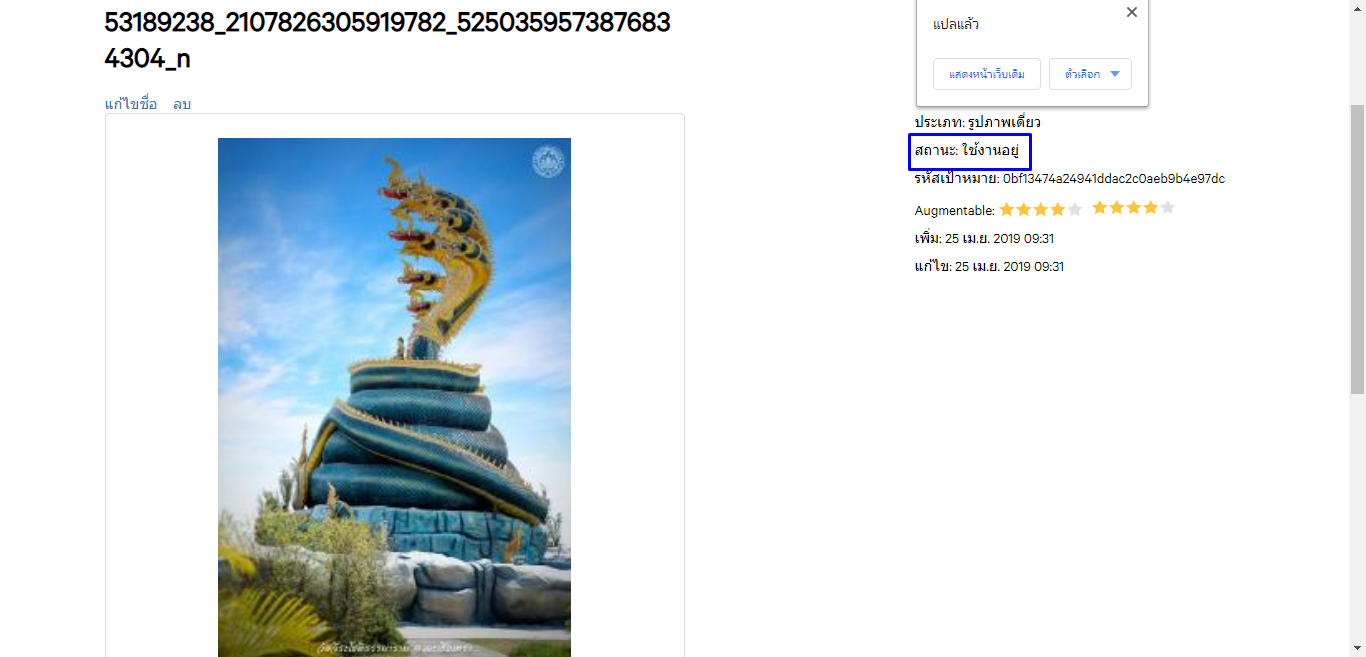 53189238_2107826305919782_525035957387683
4304_n
แก้ไขชื่อ ลบ
แปลแล้ว
แสดงหน้าเว็บเดิม ตัวเลือก
ประเภท: รูปภาพเดี่ยว
สถานะ: ใช้งานอยู่
รหัสเป้าหมาย: 0bf13474a24941ddac2c0aeb9b4e97dc
Augmentable:
เพิ่ม: 25 เม.ย. 2019 09:31
แก้ไข: 25 เม.ย. 2019 09:31